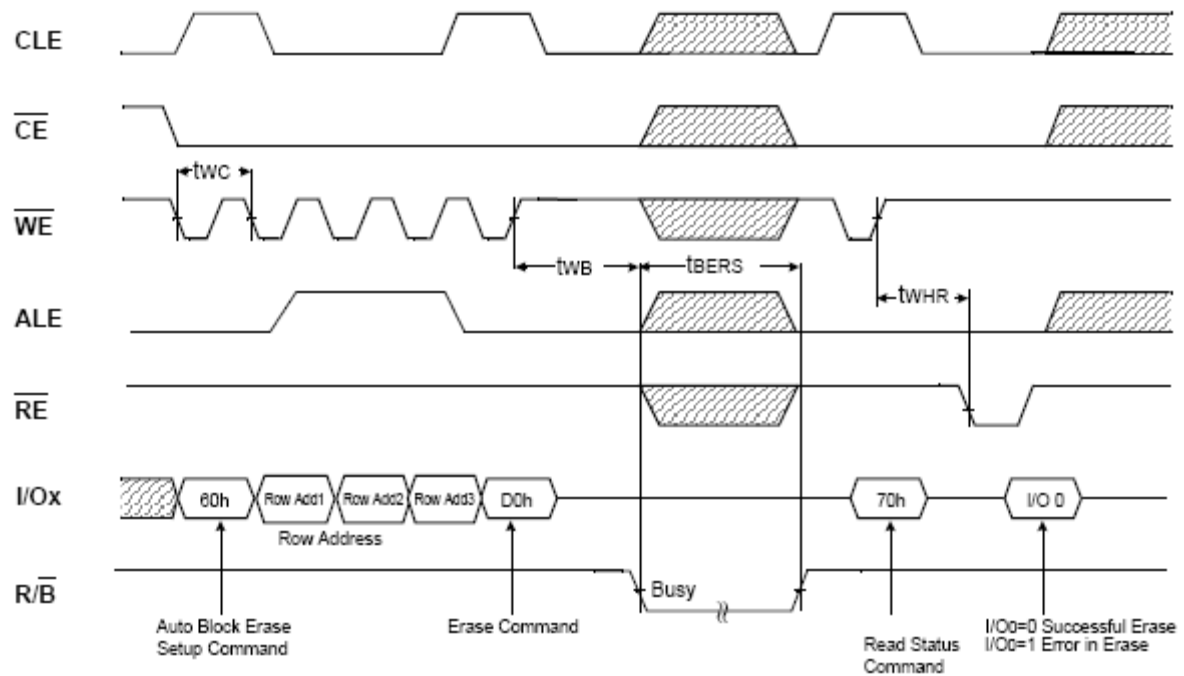 CLE
CE
tWC
WE
tWB
tBERS
tWHR
ALE
RE
I/Ox
60h
Row Add1
Row Add2
Row Add3
D0h
70h
I/O 0
Row Address
R/B
Busy
Auto Block Erase
Setup Command
Erase Command
Read Status
Command
I/O0=0 Successful Erase
I/O0=1 Error in Erase